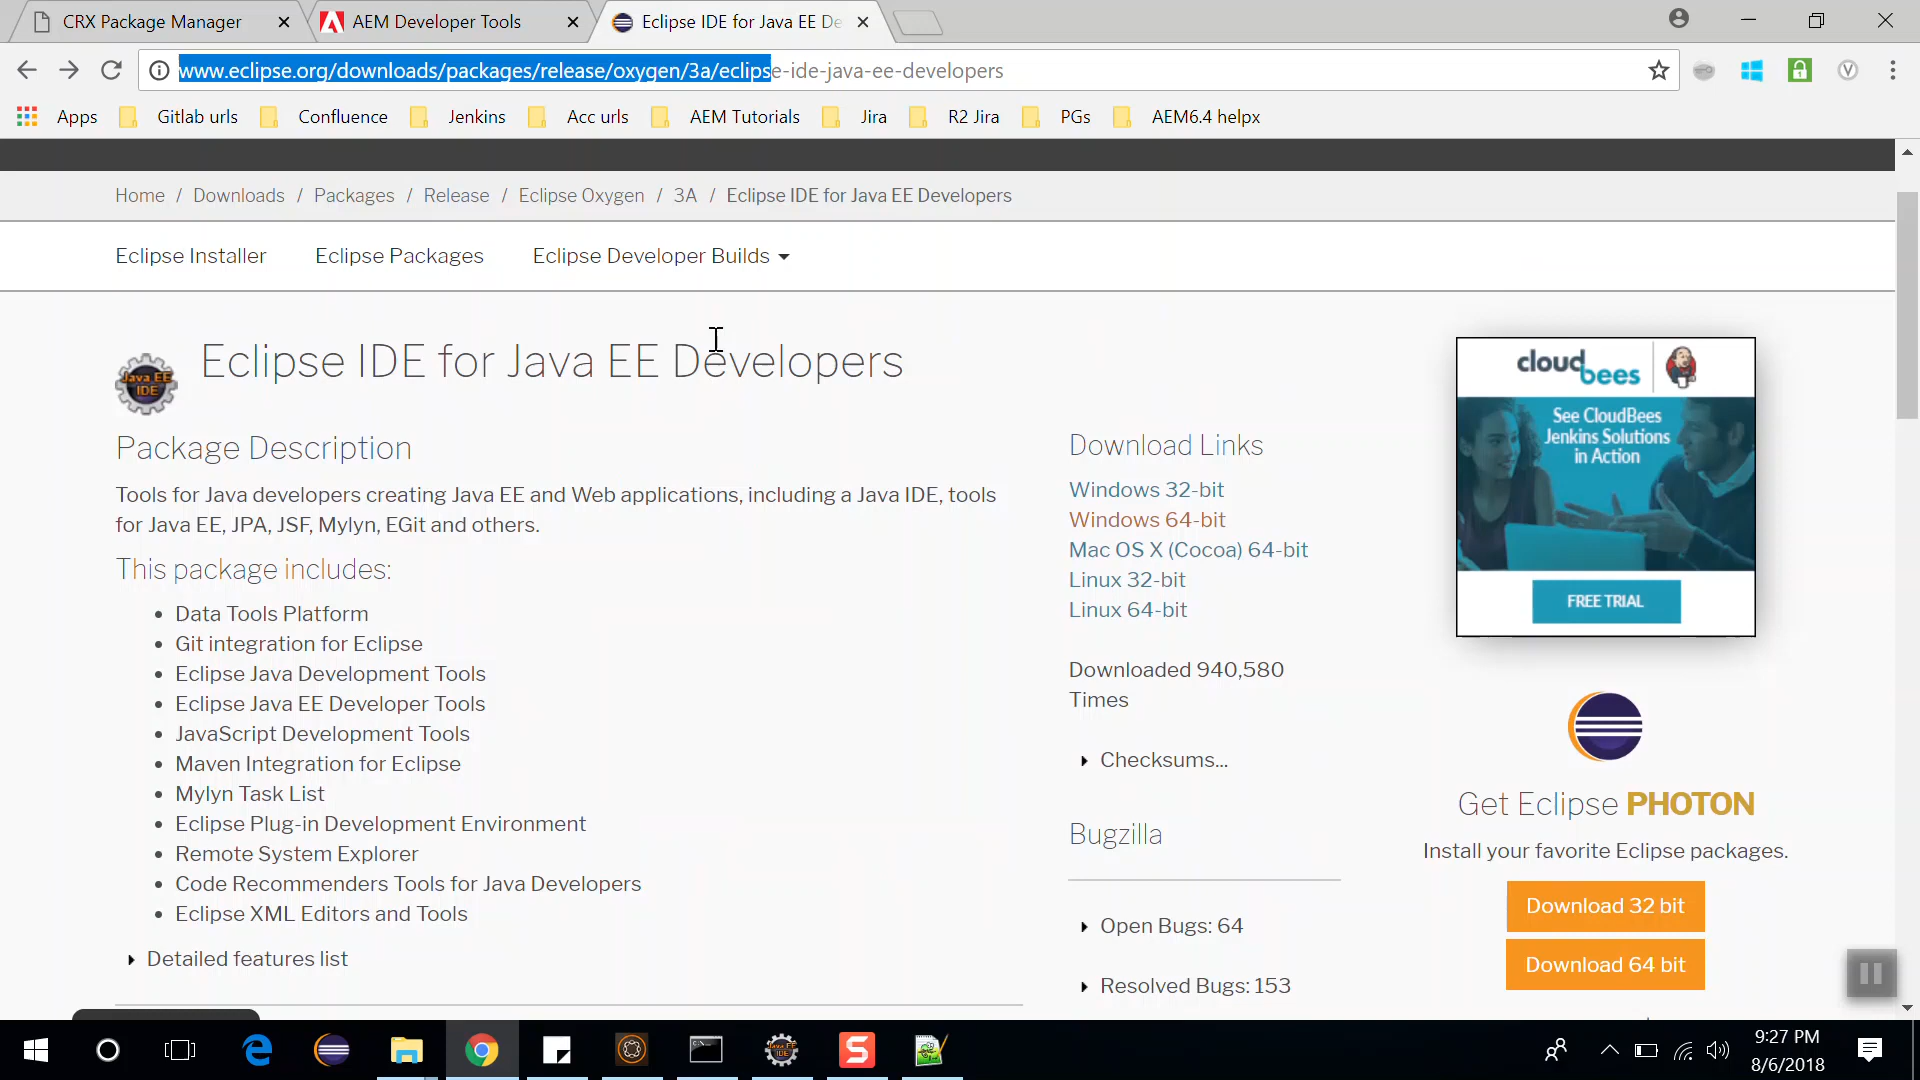 CRX Package Manager
AEM Developer Tools
Eclipse IDE for Java EE De
www.eclipse.org/downloads/packages/release/oxygen/3a/eclipse-ide-java-ee-developers
Apps
Gitlab urls
Confluence
Jenkins
Acc urls
AEM Tutorials
Jira
R2 Jira
PGs
AEM6.4 helpx
Home / Downloads / Packages / Release / Eclipse Oxygen / 3A / Eclipse IDE for Java EE Developers
Eclipse Installer
Eclipse Packages
Eclipse Developer Builds
Java EE
IDE
Eclipse IDE for Java EE Developers
Package Description
Tools for Java developers creating Java EE and Web applications, including a Java IDE, tools
for Java EE, JPA, JSF, Mylyn, EGit and others.
This package includes:
• Data Tools Platform
• Git integration for Eclipse
• Eclipse Java Development Tools
• Eclipse Java EE Developer Tools
• JavaScript Development Tools
• Maven Integration for Eclipse
• Mylyn Task List
• Eclipse Plug-in Development Environment
• Remote System Explorer
• Code Recommenders Tools for Java Developers
• Eclipse XML Editors and Tools
Detailed features list
Download Links
Windows 32-bit
Windows 64-bit
Mac OS X (Cocoa) 64-bit
Linux 32-bit
Linux 64-bit
Downloaded 940,580
Times
Checksums...
Bugzilla
Open Bugs: 64
Resolved Bugs: 153
cloudbees
See CloudBees
Jenkins Solutions
in Action
FREE TRIAL
Get Eclipse PHOTON
Install your favorite Eclipse packages.
Download 32 bit
Download 64 bit
9:27 PM
8/6/2018